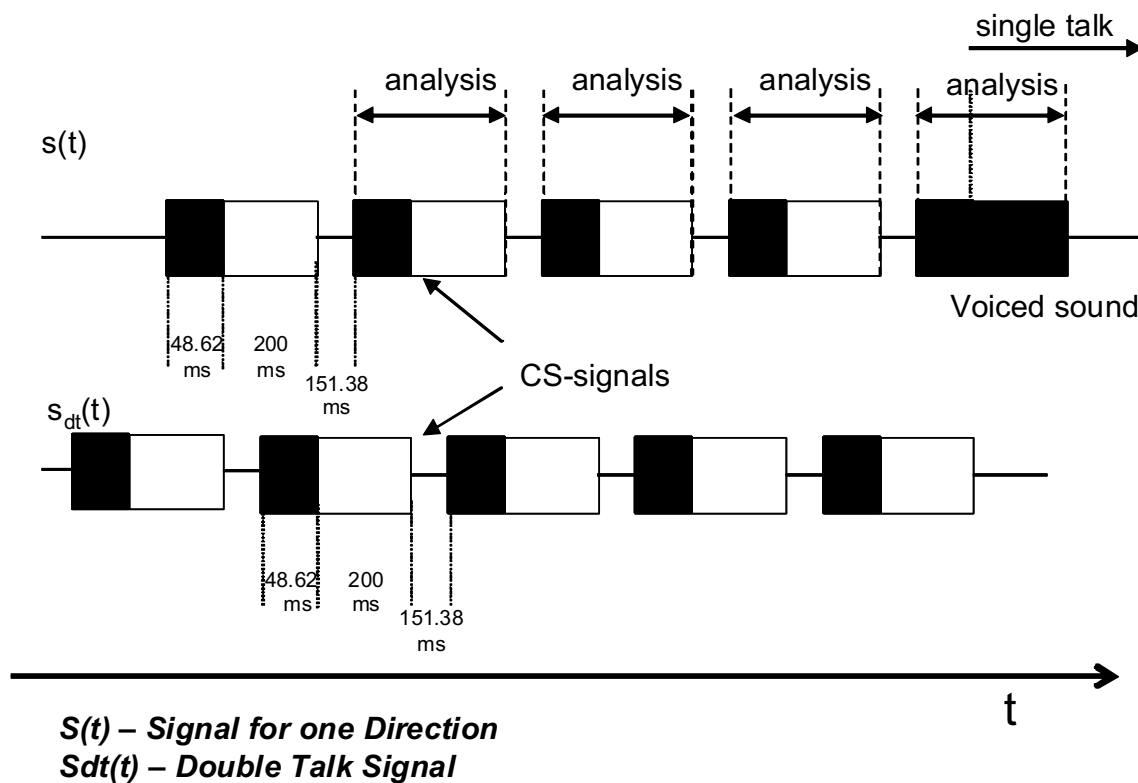 single talk
analysis analysis analysis analysis
s(t)
Voiced sound
48.62 ms
200 ms
151.38 ms
CS-signals
sdt(t)
48.62 ms
200 ms
151.38 ms
t
S(t) – Signal for one Direction
Sdt(t) – Double Talk Signal